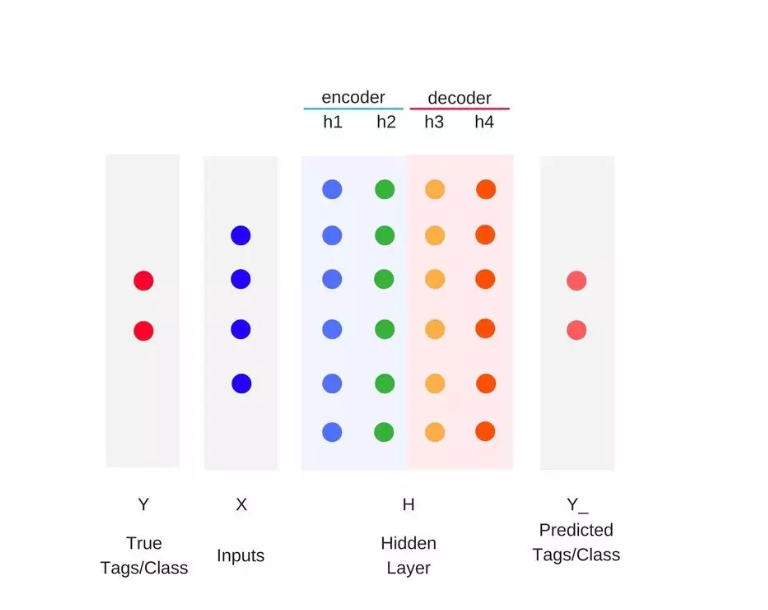 encoder
decoder
h1
h2
h3
h4
Y
X
H
Y_
True
Tags/Class
Inputs
Hidden
Layer
Predicted
Tags/Class